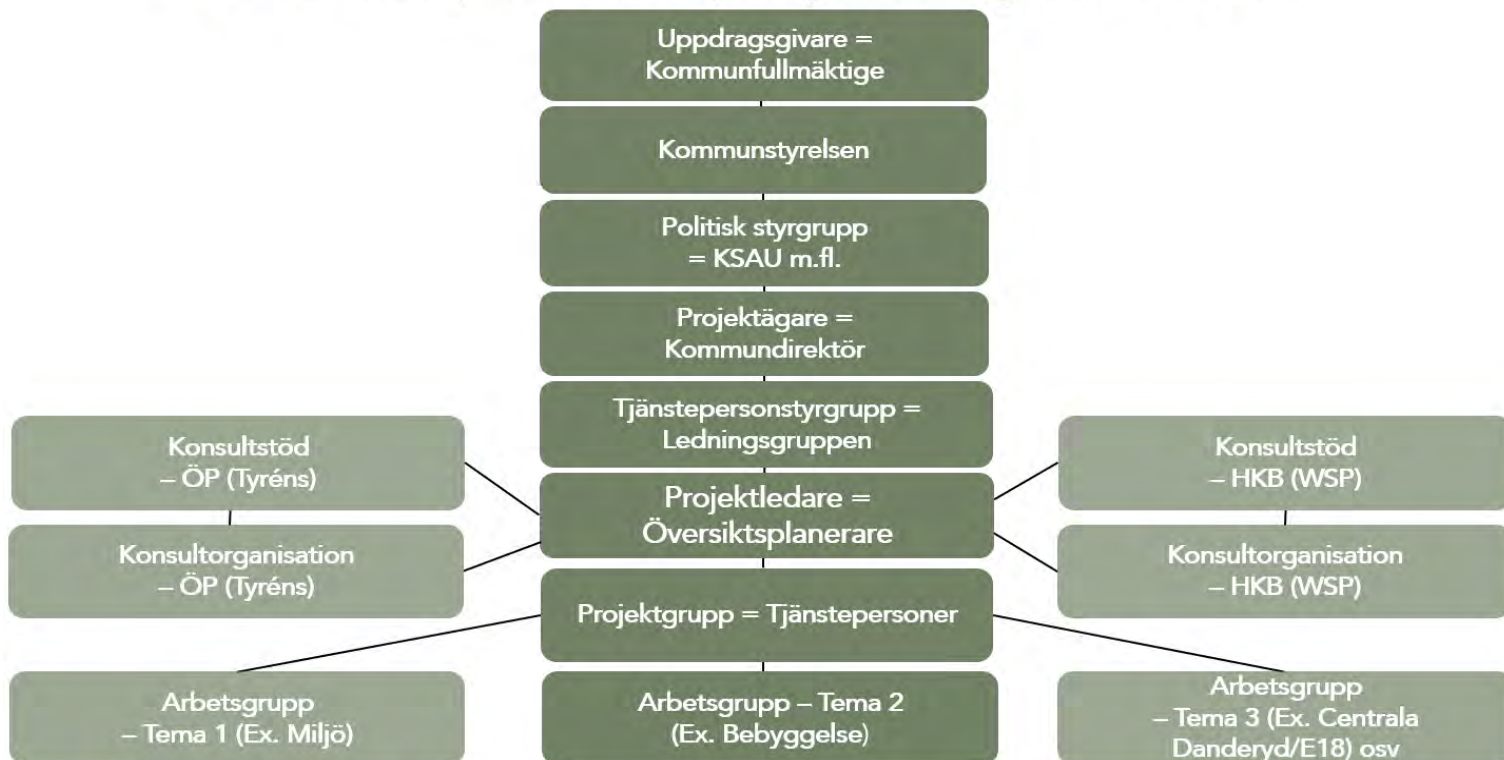 Uppdragsgivare =
Kommunfullmäktige
Kommunstyrelsen
Politisk styrgrupp
= KSAU m.fl.
Projektägare =
Kommundirektör
Tjänstepersonstyrgrupp =
Ledningsgruppen
Konsultstöd
– ÖP (Tyréns)
Konsultstöd
– HKB (WSP)
Projektledare =
Översiktsplanerare
Konsultorganisation
– ÖP (Tyréns)
Konsultorganisation
– HKB (WSP)
Projektgrupp = Tjänstepersoner
Arbetsgrupp
– Tema 1 (Ex. Miljö)
Arbetsgrupp – Tema 2
(Ex. Bebyggelse)
Arbetsgrupp
– Tema 3 (Ex. Centrala
Danderyd/E18) osv